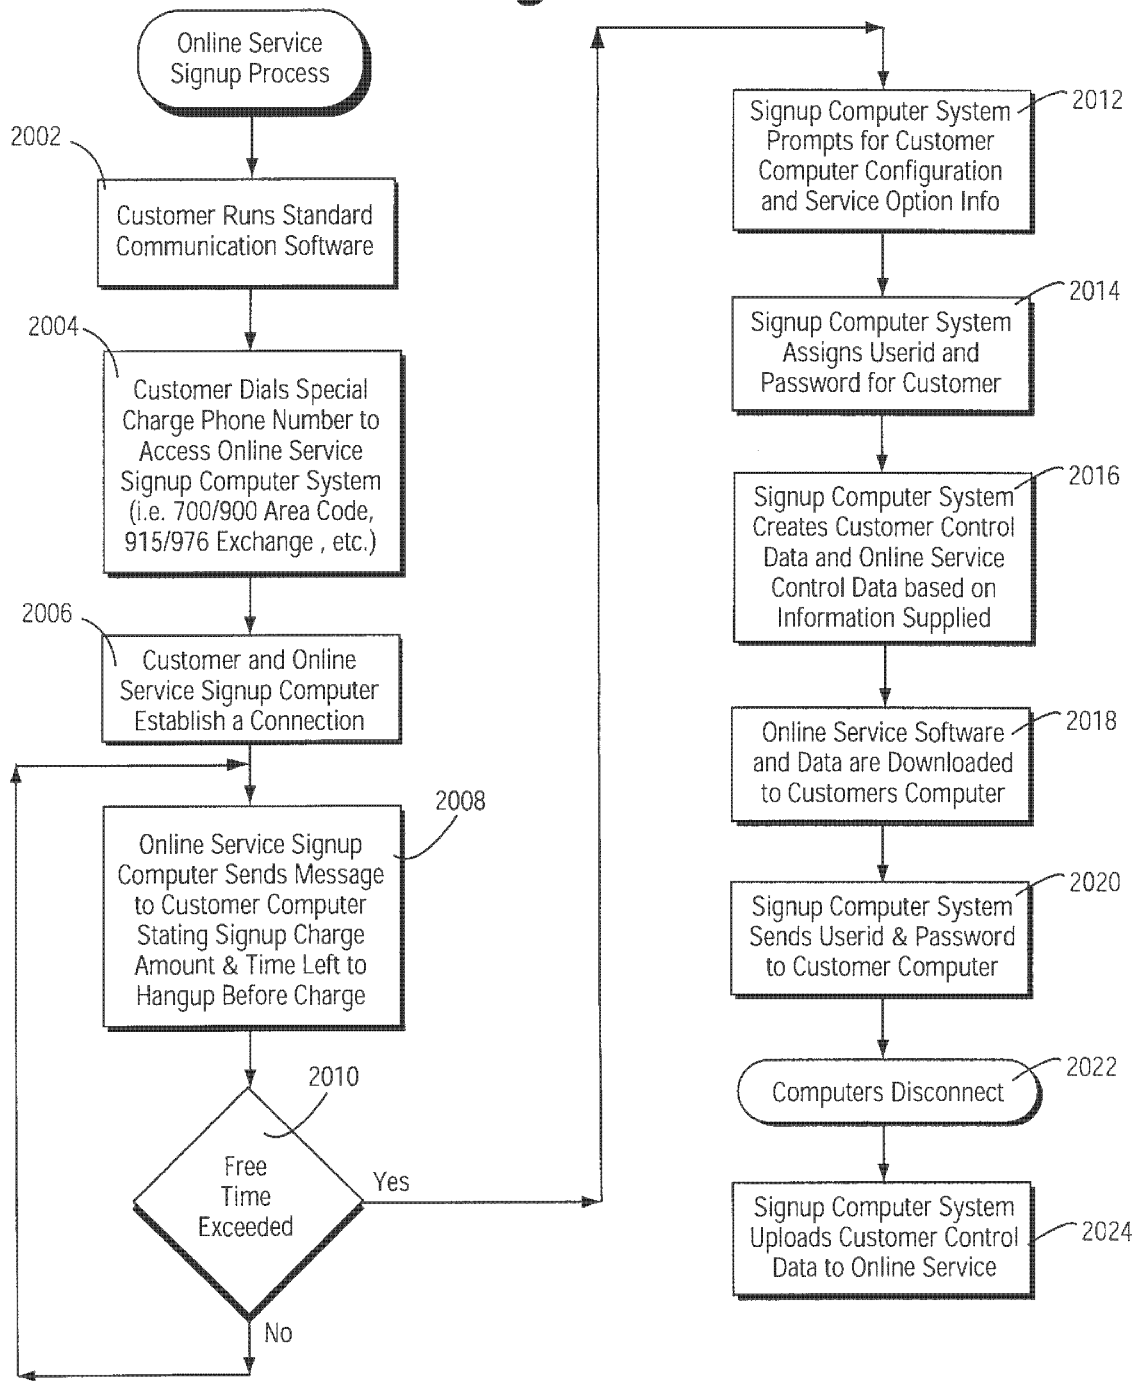 Online Service
Signup Process
2002
Customer Runs Standard
Communication Software
2004
Customer Dials Special
Charge Phone Number to
Access Online Service
Signup Computer System
(i.e. 700/900 Area Code,
915/976 Exchange , etc.)
2006
Customer and Online
Service Signup Computer
Establish a Connection
2008
Online Service Signup
Computer Sends Message
to Customer Computer
Stating Signup Charge
Amount & Time Left to
Hangup Before Charge
2010
Free
Time
Exceeded
Yes
No
2012
Signup Computer System
Prompts for Customer
Computer Configuration
and Service Option Info
2014
Signup Computer System
Assigns Userid and
Password for Customer
2016
Signup Computer System
Creates Customer Control
Data and Online Service
Control Data based on
Information Supplied
2018
Online Service Software
and Data are Downloaded
to Customers Computer
2020
Signup Computer System
Sends Userid & Password
to Customer Computer
2022
Computers Disconnect
Signup Computer System
Uploads Customer Control
Data to Online Service
2024